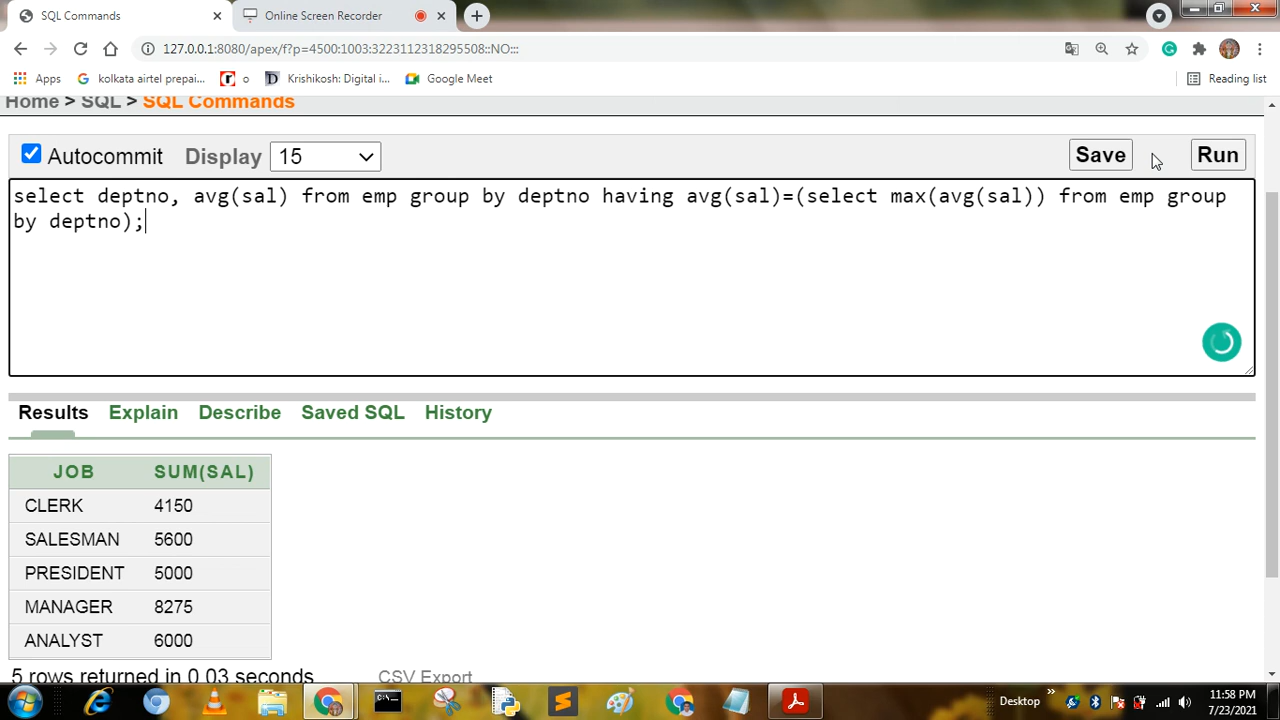 SQL Commands
Online Screen Recorder
127.0.0.1:8080/apex/f?p=4500:1003:3223112318295508::NO:::
Apps
kolkata airtel prepai...
o
Krishikosh: Digital i...
Google Meet
Reading list
Home > SQL > SQL Commands
Autocommit Display 15 Save Run
select deptno, avg(sal) from emp group by deptno having avg(sal)=(select max(avg(sal)) from emp group
by deptno);
Results Explain Describe Saved SQL History
JOB SUM(SAL)
CLERK 4150
SALESMAN 5600
PRESIDENT 5000
MANAGER 8275
ANALYST 6000
5 rows returned in 0.03 seconds CSV Export
Desktop
11:58 PM
7/23/2021